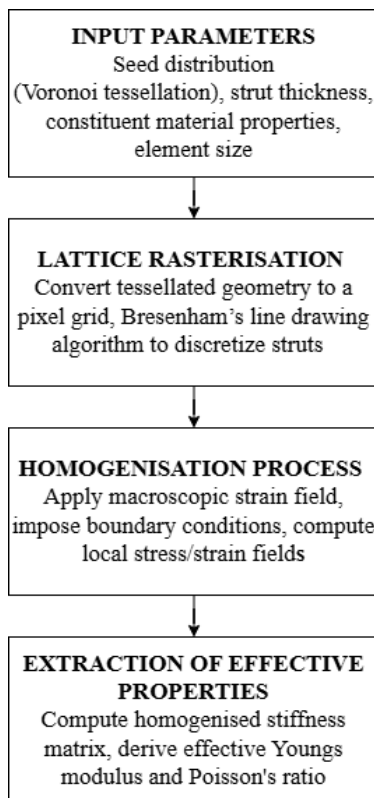 INPUT PARAMETERS
Seed distribution
(Voronoi tessellation), strut thickness,
constituent material properties,
element size
LATTICE RASTERISATION
Convert tessellated geometry to a
pixel grid, Bresenham's line drawing
algorithm to discretize struts
HOMOGENISATION PROCESS
Apply macroscopic strain field,
impose boundary conditions, compute
local stress/strain fields
EXTRACTION OF EFFECTIVE
PROPERTIES
Compute homogenised stiffness
matrix, derive effective Youngs
modulus and Poisson's ratio